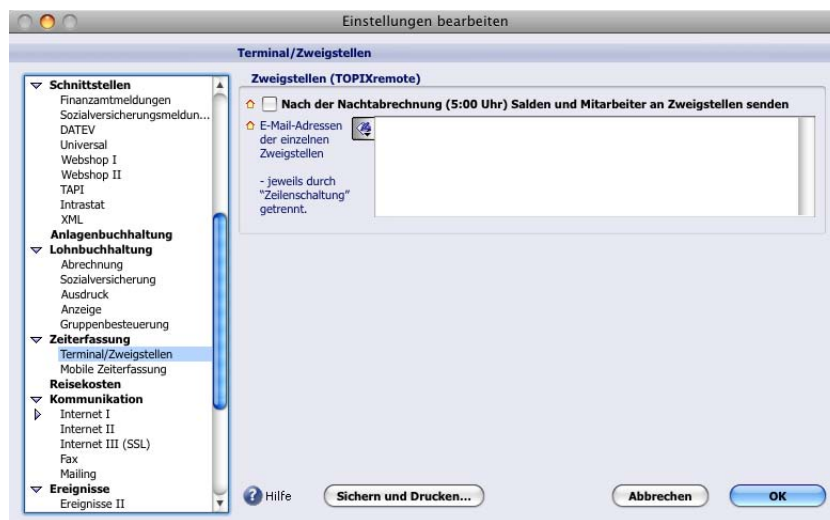 Einstellungen bearbeiten
Terminal/Zweigstellen
Schnittstellen
Finanzamtmeldungen
Sozialversicherungsmeldun...
DATEV
Universal
Webshop I
Webshop II
TAPI
Intrastat
XML
Anlagenbuchhaltung
Lohnbuchhaltung
Abrechnung
Sozialversicherung
Ausdruck
Anzeige
Gruppenbesteuerung
Zeiterfassung
Terminal/Zweigstellen
Mobile Zeiterfassung
Reisekosten
Kommunikation
Internet I
Internet II
Internet III (SSL)
Fax
Mailing
Ereignisse
Ereignisse II
Zweigstellen (TOPIXremote)
Nach der Nachtabrechnung (5:00 Uhr) Salden und Mitarbeiter an Zweigstellen senden
E-Mail-Adressen
der einzelnen
Zweigstellen
- jeweils durch
"Zeilenschaltung"
getrennt.
Hilfe
Sichern und Drucken...
Abbrechen
OK